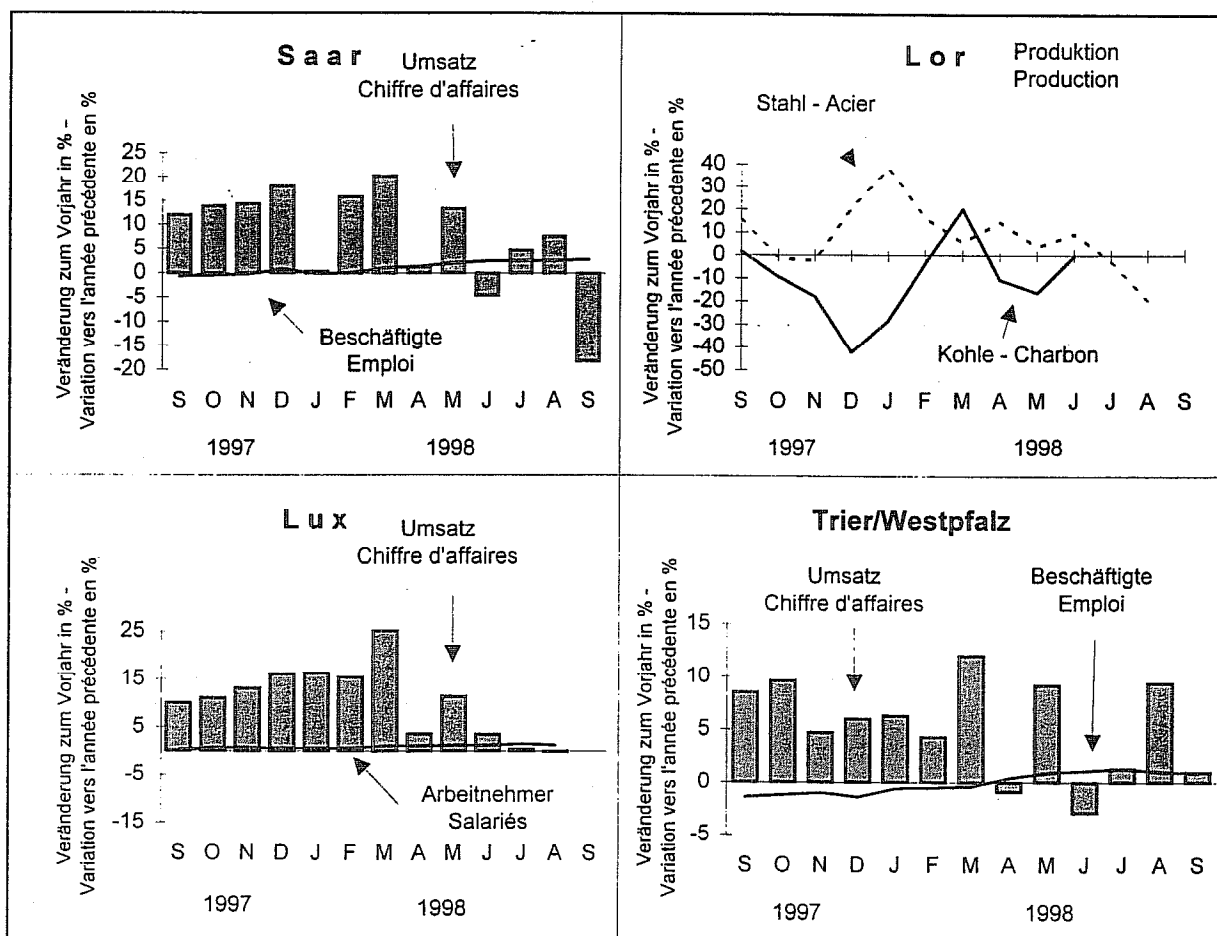 Saar
Umsatz
Chiffre d'affaires
Veränderung zum Vorjahr in % -
Variation vers l'année précédente en %
25
20
15
10
5
0
-5
-10
-15
-20
Beschäftigte
Emploi
S O N D J F M A M J J A S
1997 1998
Lor
Produktion
Production
Stahl - Acier
Veränderung zum Vorjahr in % -
Variation vers l'année précédente en %
40
30
20
10
0
-10
-20
-30
-40
-50
Kohle - Charbon
S O N D J F M A M J J A S
1997 1998
Lux
Umsatz
Chiffre d'affaires
Veränderung zum Vorjahr in % -
Variation vers l'année précédente en %
25
15
5
-5
-15
Arbeitnehmer
Salariés
S O N D J F M A M J J A S
1997 1998
Trier/Westpfalz
Umsatz
Chiffre d'affaires
Beschäftigte
Emploi
Veränderung zum Vorjahr in % -
Variation vers l'année précédente en %
15
10
5
0
-5
S O N D J F M A M J J A S
1997 1998